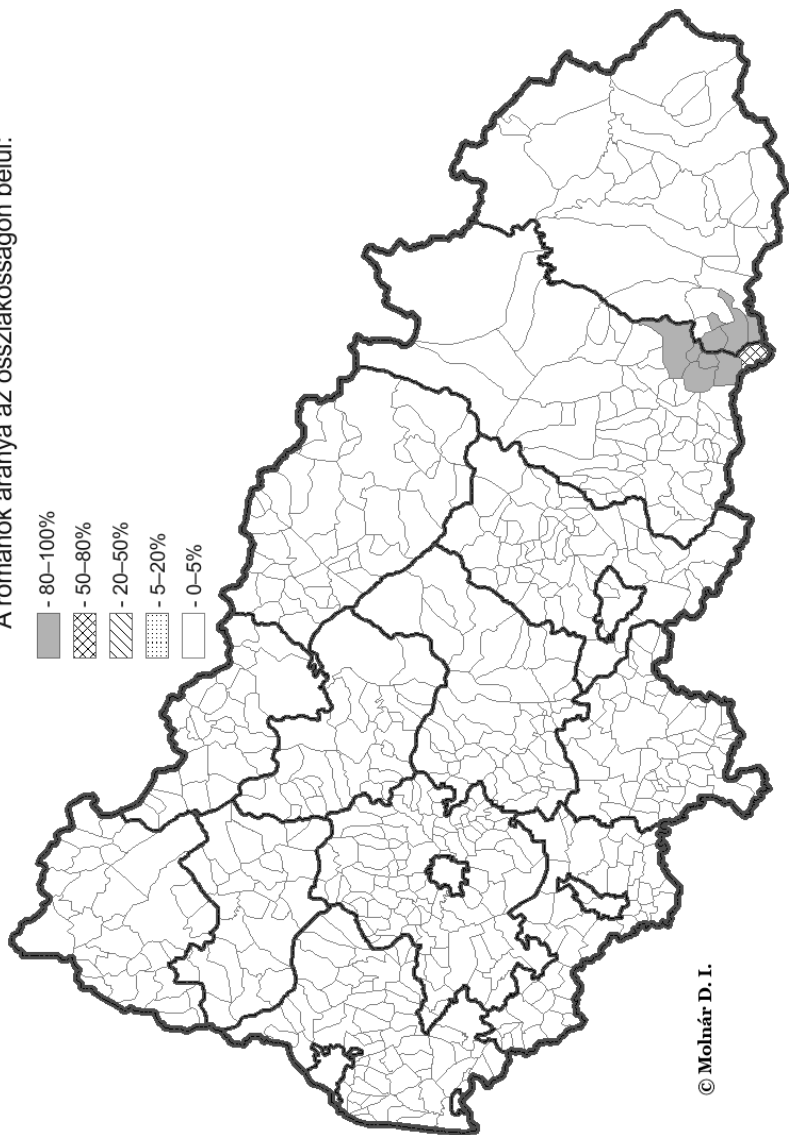 A románok aránya az összlakosságon belül:
- 80–100%
- 50–80%
- 20–50%
- 5–20%
- 0–5%
© Molnár D. I.